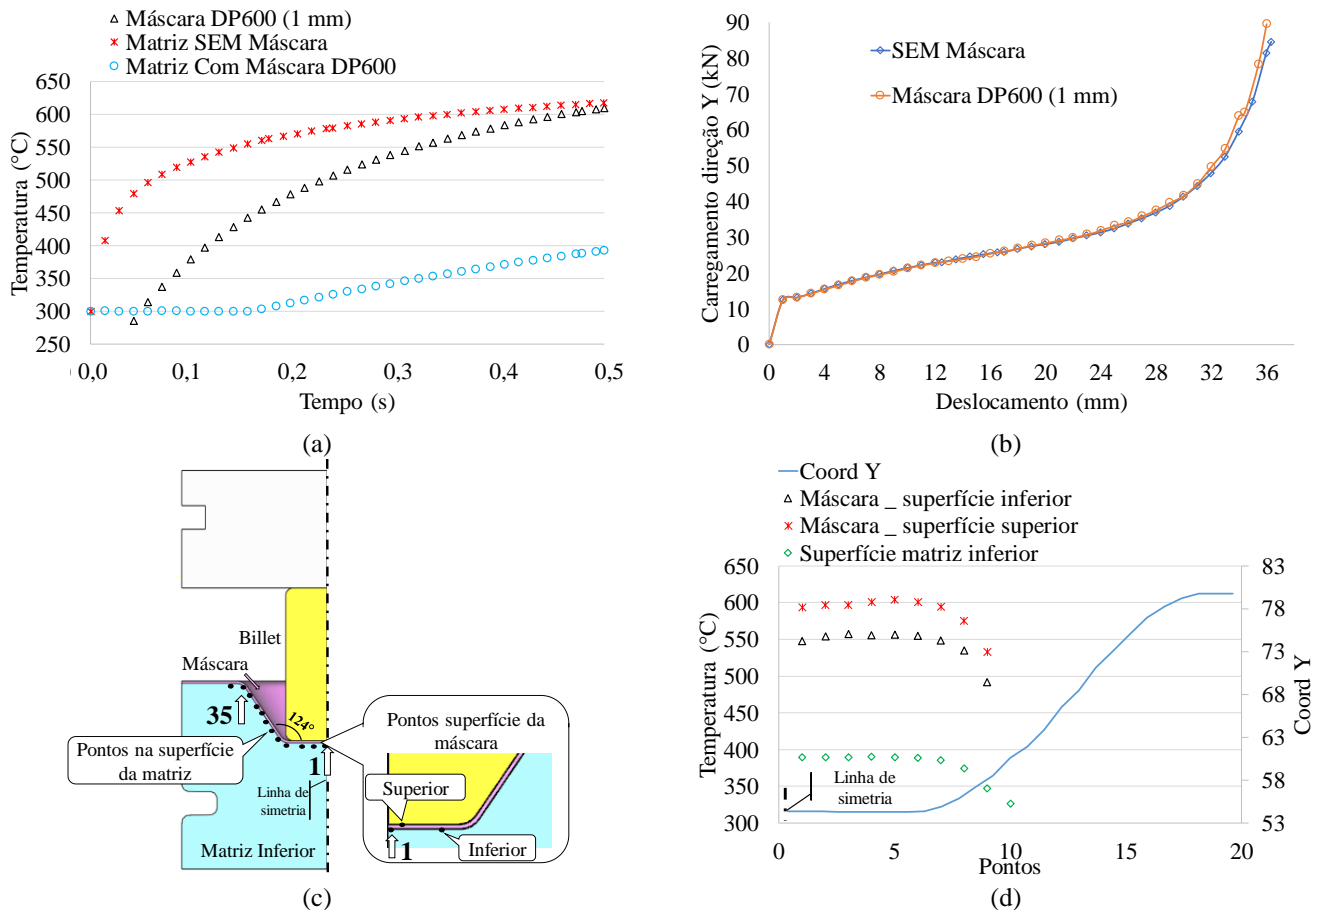 Máscara DP600 (1 mm)
Matriz SEM Máscara
Matriz Com Máscara DP600
Temperatura (°C)
650
600
550
500
450
400
350
300
250
0,0
0,1
0,2
0,3
0,4
0,5
Tempo (s)
(a)
Carregamento direção Y (kN)
90
80
70
60
50
40
30
20
10
0
SEM Máscara
Máscara DP600 (1 mm)
0
4
8
12
16
20
24
28
32
36
Deslocamento (mm)
(b)
Billet
Máscara
35
124°
Pontos na superfície
da matriz
1
Linha de
simetria
Matriz Inferior
Pontos superfície da
máscara
Superior
1
Inferior
(c)
Coord Y
Máscara _ superfície inferior
Máscara _ superfície superior
Superfície matriz inferior
Temperatura (°C)
650
600
550
500
450
400
350
300
Linha de
simetria
83
78
73
68
63
58
53
Coord Y
0
5
10
15
20
Pontos
(d)